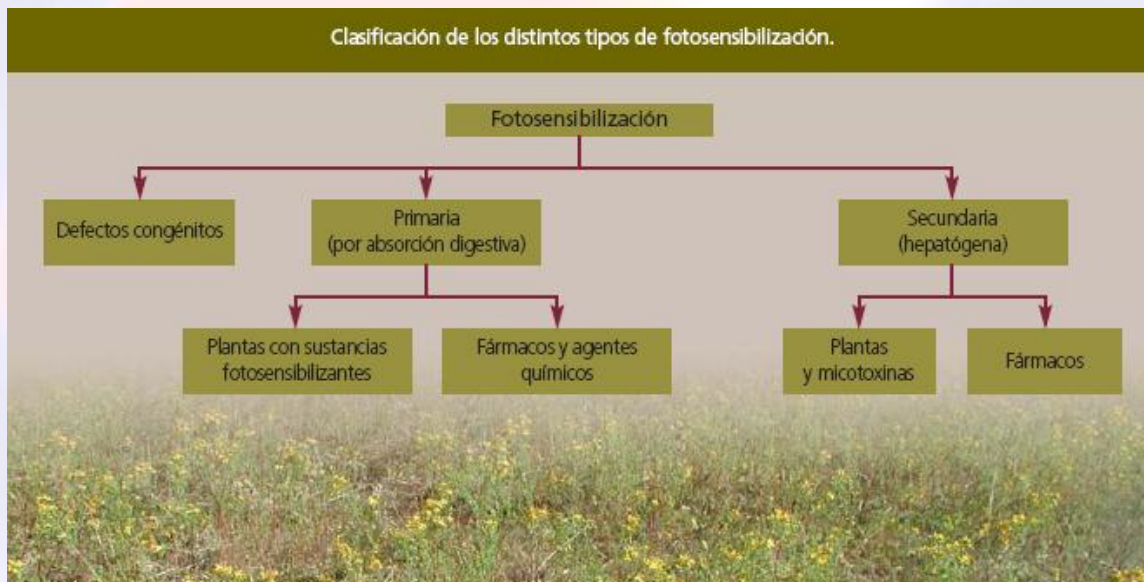 Clasificación de los distintos tipos de fotosensibilización.
Fotosensibilización
Defectos congénitos
Primaria
(por absorción digestiva)
Secundaria
(hepatógena)
Plantas con sustancias
fotosensibilizantes
Fármacos y agentes
químicos
Plantas
y micotoxinas
Fármacos